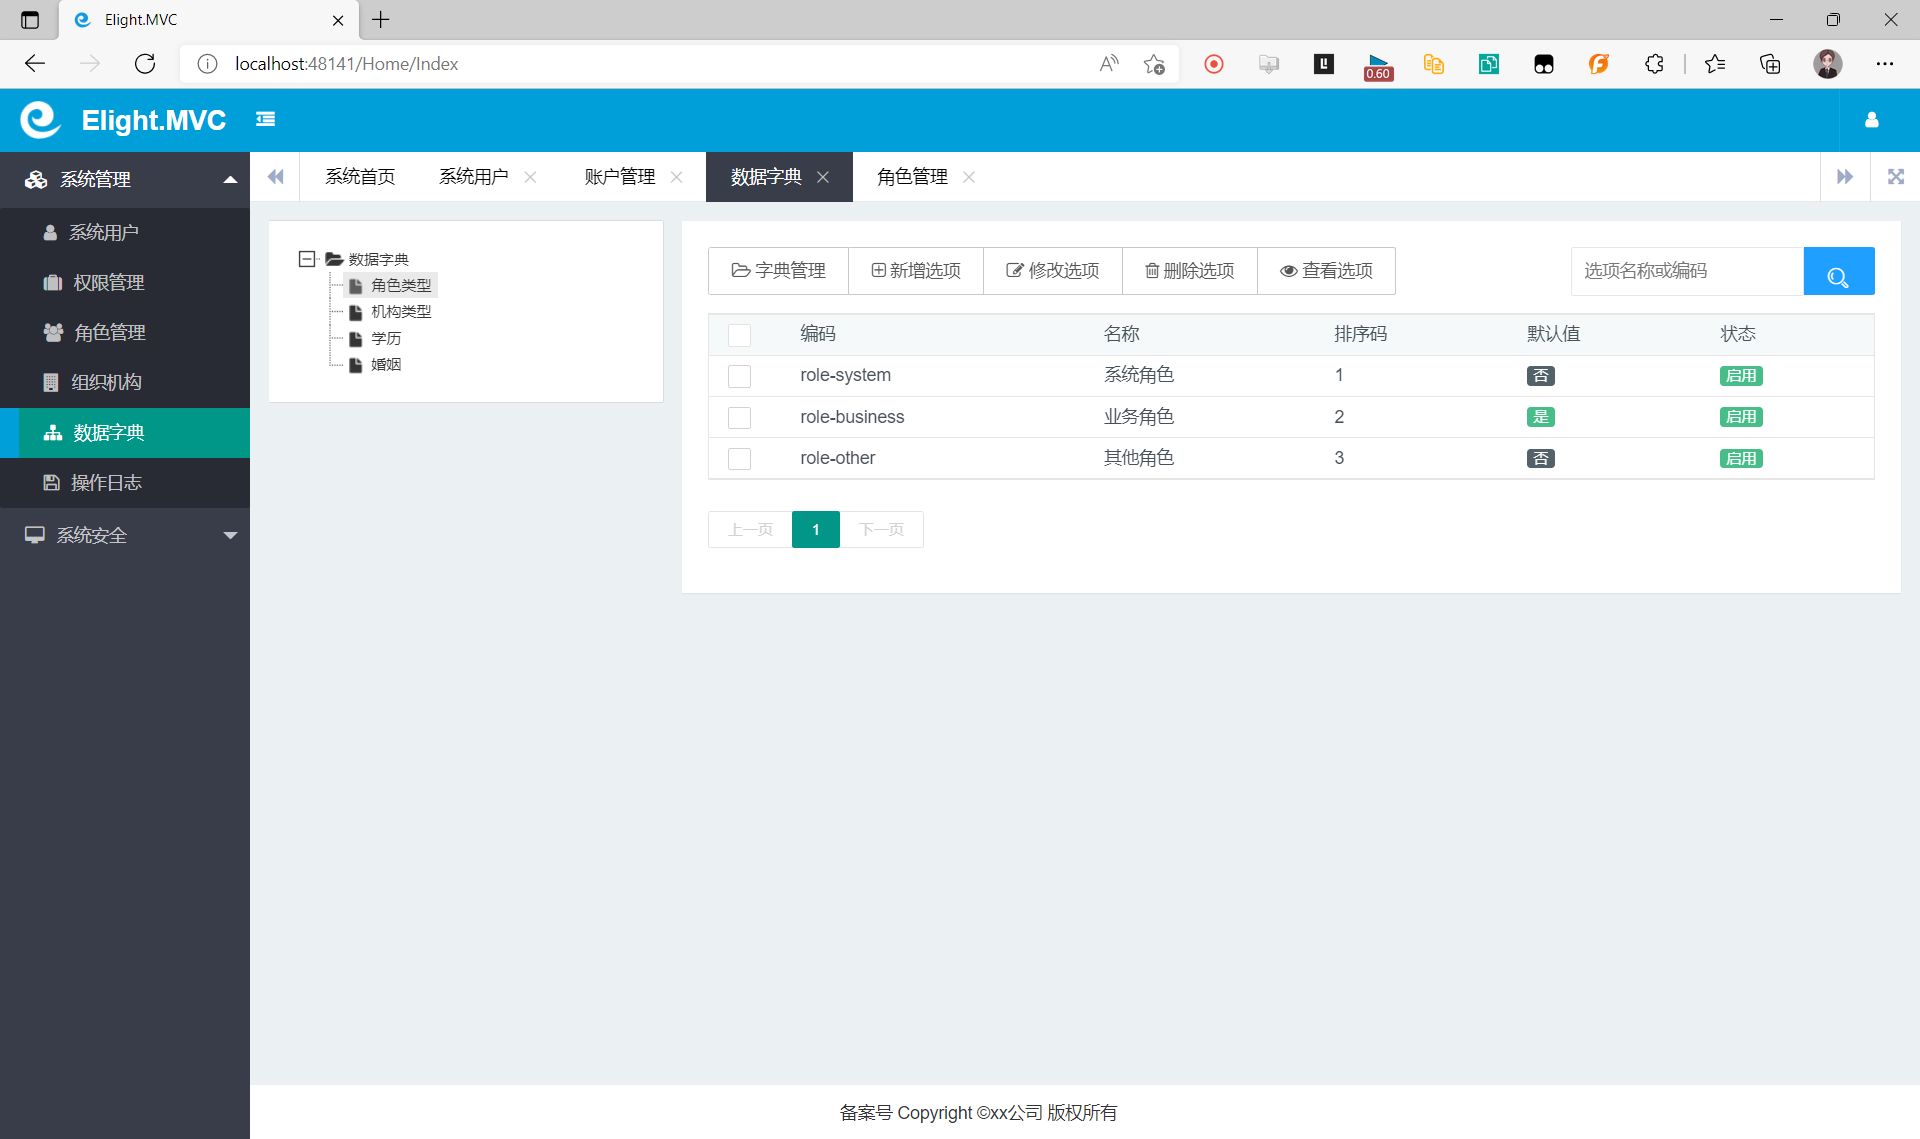 Elight.MVC
localhost:48141/Home/Index
0.60
Elight.MVC
系统管理
系统首页
系统用户
账户管理
数据字典
角色管理
系统用户
权限管理
角色管理
组织机构
数据字典
操作日志
系统安全
数据字典
角色类型
机构类型
学历
婚姻
字典管理
新增选项
修改选项
删除选项
查看选项
选项名称或编码
编码 名称 排序码 默认值 状态
role-system 系统角色 1 否 启用
role-business 业务角色 2 是 启用
role-other 其他角色 3 否 启用
上一页 1 下一页
备案号 Copyright ©xx公司 版权所有